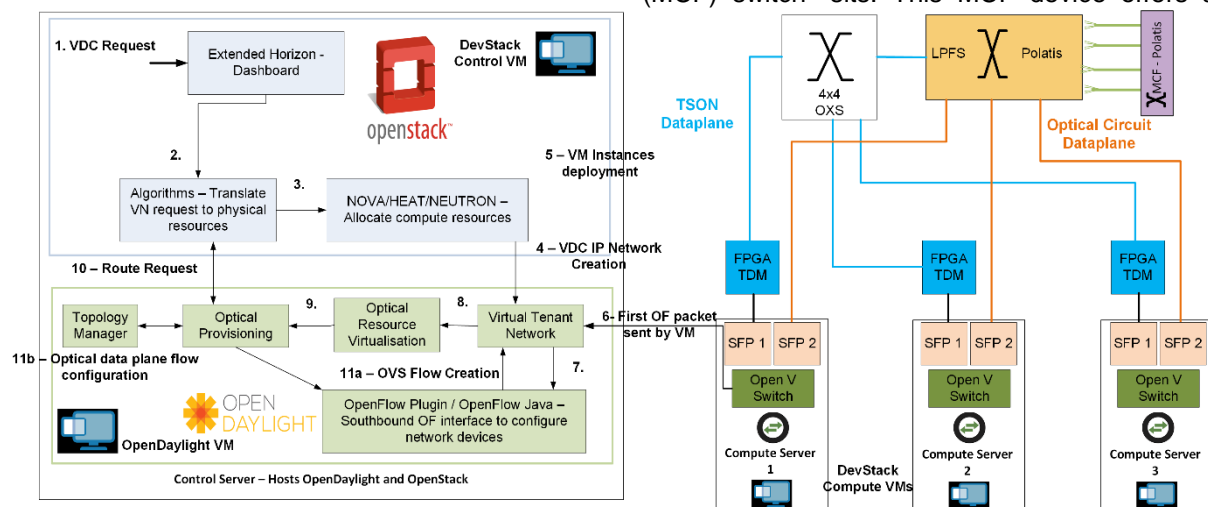 (MCF) switch site. This MCF device offers s
1. VDC Request
Extended Horizon -
Dashboard
DevStack
Control VM
openstack™
2.
5 – VM Instances
deployment
Algorithms – Translate
VN request to physical
resources
3.
NOVA/HEAT/NEUTRON –
Allocate compute resources
4 – VDC IP Network
Creation
10 – Route Request
Topology
Manager
Optical
Provisioning
9.
Optical
Resource
Virtualisation
8.
Virtual Tenant
Network
6- First OF packet
sent by VM
11b – Optical data plane flow
configuration
11a – OVS Flow Creation
7.
OPEN
DAYLIGHT
OpenFlow Plugin / OpenFlow Java –
Southbound OF interface to configure
network devices
OpenDaylight VM
Control Server – Hosts OpenDaylight and OpenStack
4x4
OXS
LPFS
Polatis
MCF - Polatis
TSON
Dataplane
Optical Circuit
Dataplane
FPGA
TDM
FPGA
TDM
FPGA
TDM
SFP 1
SFP 2
SFP 1
SFP 2
SFP 1
SFP 2
Open V
Switch
Open V
Switch
Open V
Switch
Compute Server
1
DevStack
Compute VMs
Compute Server
2
Compute Server
3